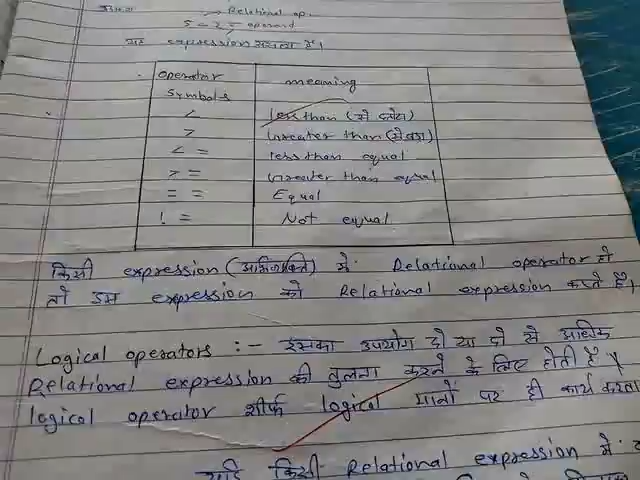 Relational op.
5 < 2 = operand
यह expression असत्य है।
operator symbols
meaning
<
less than (से छोटा)
>
Greater than (से बड़ा)
< =
less than equal
> =
Greater than equal
= =
Equal
! =
Not equal
किसी expression (अभिव्यक्ति) में Relational operator हो
तो उस expression को Relational expression कहते हैं।
Logical operators :- इसका उपयोग दो या दो से अधिक
Relational expression की तुलना करने के लिए होती हैं
logical operator शीर्फ logical मानों पर ही कार्य करता
यदि किसी Relational expression में